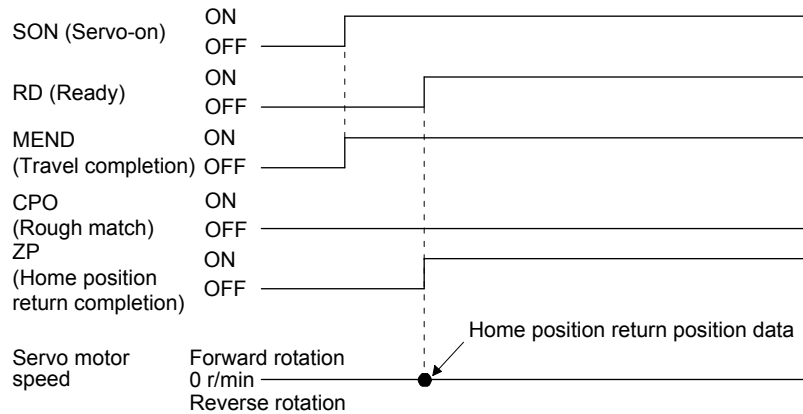 SON (Servo-on)
ON
OFF
RD (Ready)
ON
OFF
MEND
(Travel completion)
ON
OFF
CPO
(Rough match)
ON
OFF
ZP
(Home position
return completion)
ON
OFF
Home position return position data
Servo motor
speed
Forward rotation
0 r/min
Reverse rotation